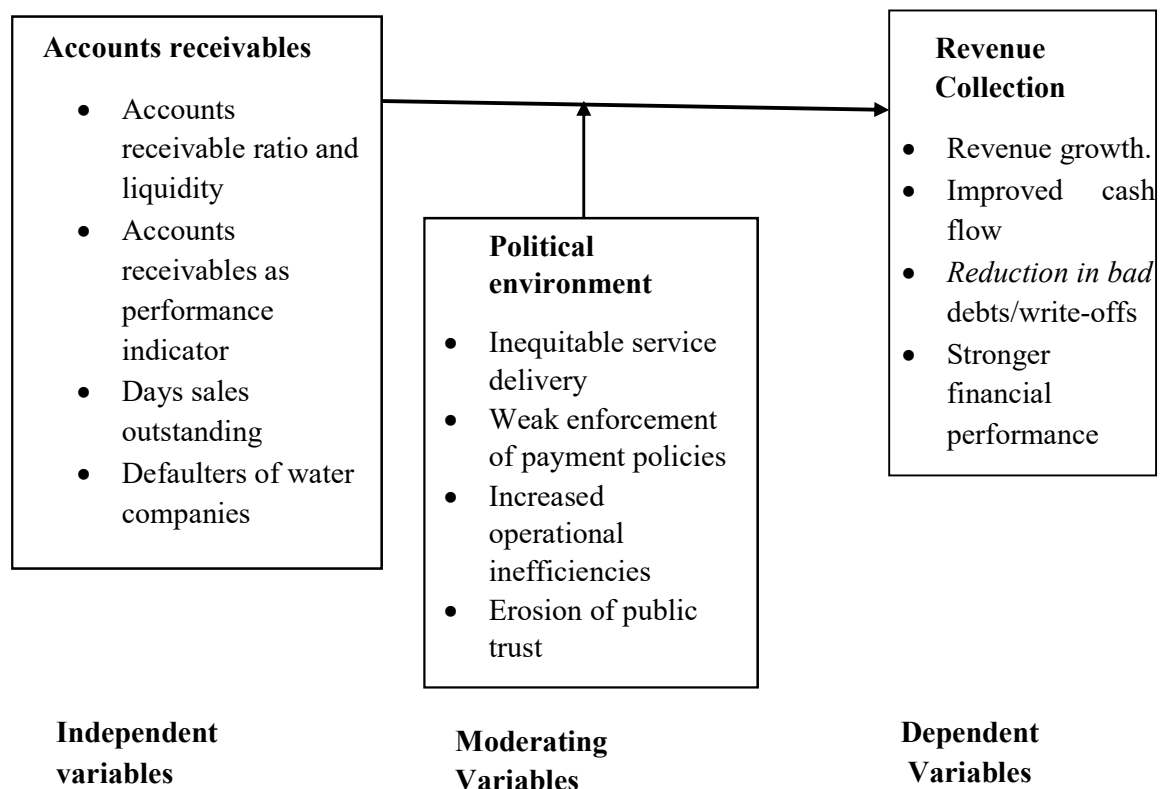 Accounts receivables
• Accounts
receivable ratio and
liquidity
• Accounts
receivables as
performance
indicator
• Days sales
outstanding
• Defaulters of water
companies
Political
environment
• Inequitable service
delivery
• Weak enforcement
of payment policies
• Increased
operational
inefficiencies
• Erosion of public
trust
Revenue
Collection
• Revenue growth.
• Improved cash
flow
• Reduction in bad
debts/write-offs
• Stronger
financial
performance
Independent
variables
Moderating
Variables
Dependent
Variables